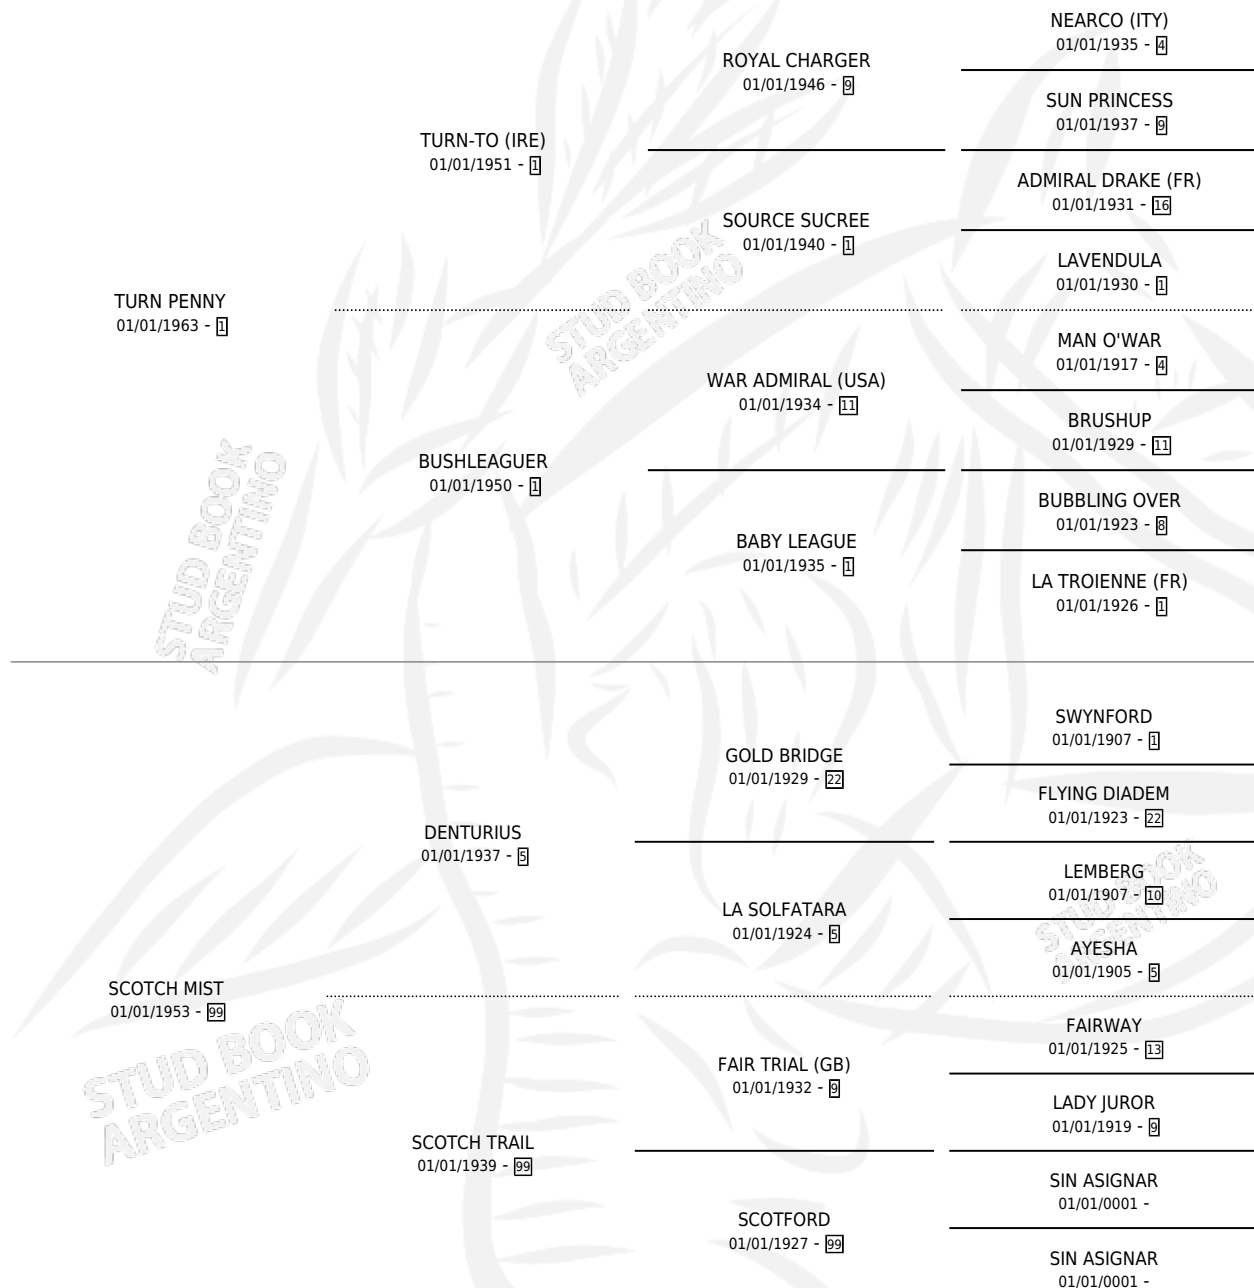 NEARCO (ITY)
01/01/1935 - 4
ROYAL CHARGER
01/01/1946 - 9
SUN PRINCESS
01/01/1937 - 9
TURN-TO (IRE)
01/01/1951 - 1
ADMIRAL DRAKE (FR)
01/01/1931 - 16
SOURCE SUCREE
01/01/1940 - 1
LAVENDULA
01/01/1930 - 1
TURN PENNY
01/01/1963 - 1
MAN O'WAR
01/01/1917 - 4
WAR ADMIRAL (USA)
01/01/1934 - 11
BRUSHUP
01/01/1929 - 11
BUSHLEAGUER
01/01/1950 - 1
BUBBLING OVER
01/01/1923 - 8
BABY LEAGUE
01/01/1935 - 1
LA TROIENNE (FR)
01/01/1926 - 1
SWYNFORD
01/01/1907 - 1
GOLD BRIDGE
01/01/1929 - 22
FLYING DIADEM
01/01/1923 - 22
DENTURIUS
01/01/1937 - 5
LEMBERG
01/01/1907 - 10
LA SOLFATARA
01/01/1924 - 5
AYESHA
01/01/1905 - 5
SCOTCH MIST
01/01/1953 - 99
FAIRWAY
01/01/1925 - 13
FAIR TRIAL (GB)
01/01/1932 - 9
LADY JUROR
01/01/1919 - 9
SCOTCH TRAIL
01/01/1939 - 99
SIN ASIGNAR
01/01/0001 -
SCOTFORD
01/01/1927 - 99
SIN ASIGNAR
01/01/0001 -
STUD BOOK
ARGENTINO
STUD BOOK
ARGENTINO
STUD BOOK
ARGENTINO
STUD BOOK
ARGENTINO